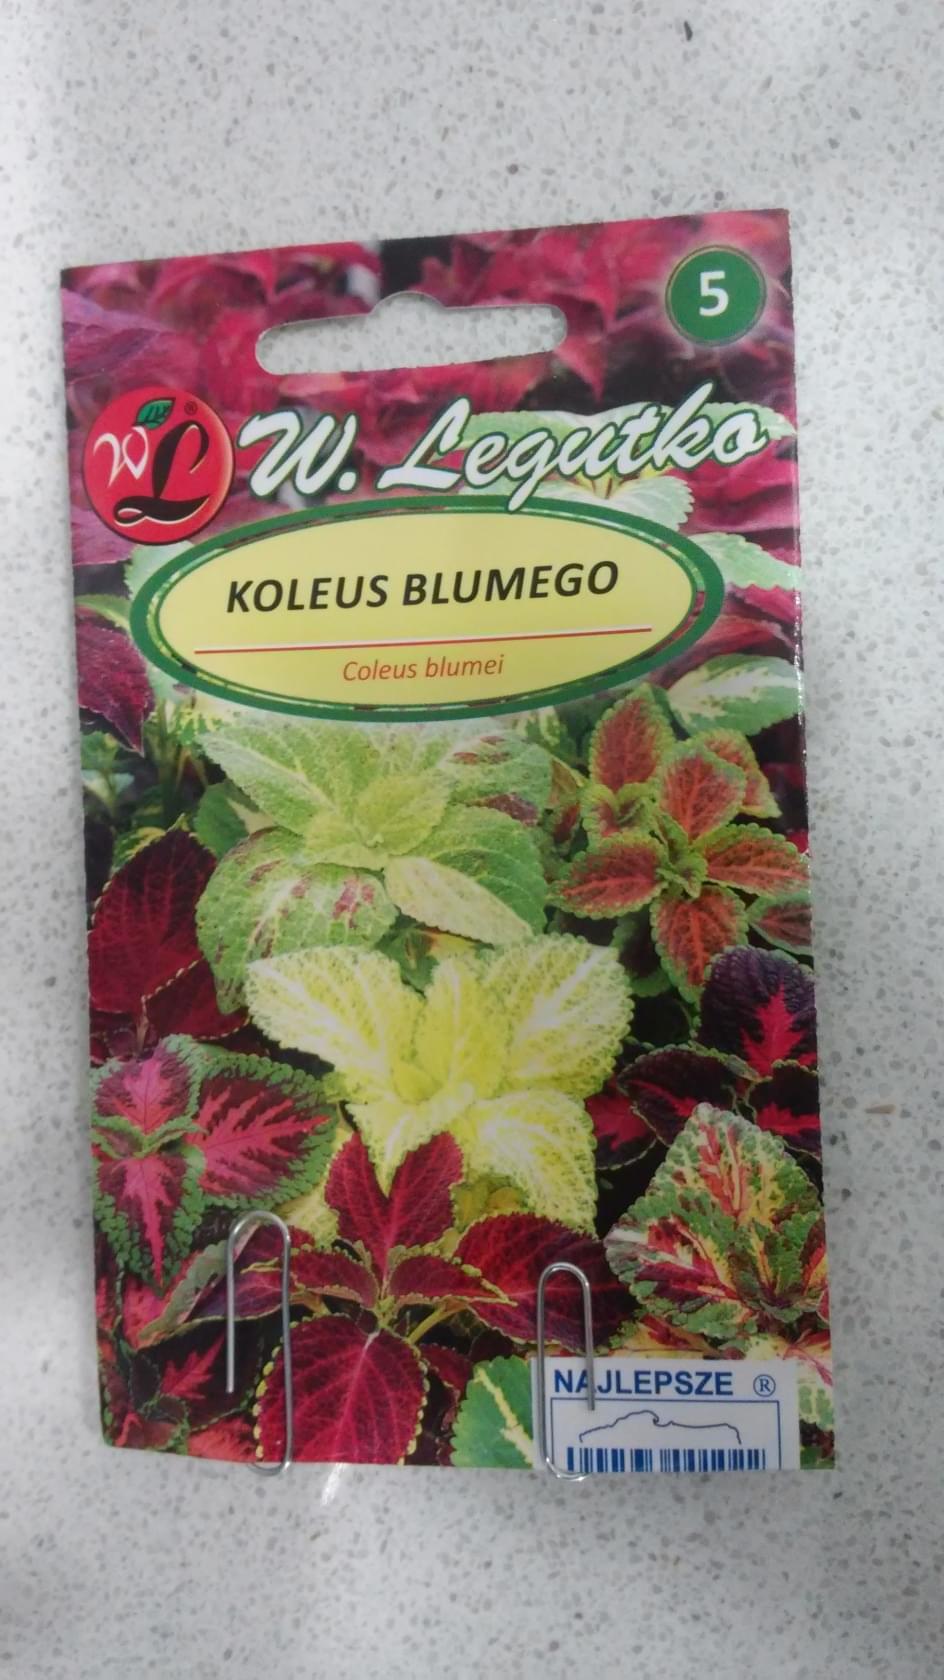 5
WL®
W. Legutko
KOLEUS BLUMEGO
Coleus blumei
NAJLEPSZE ®